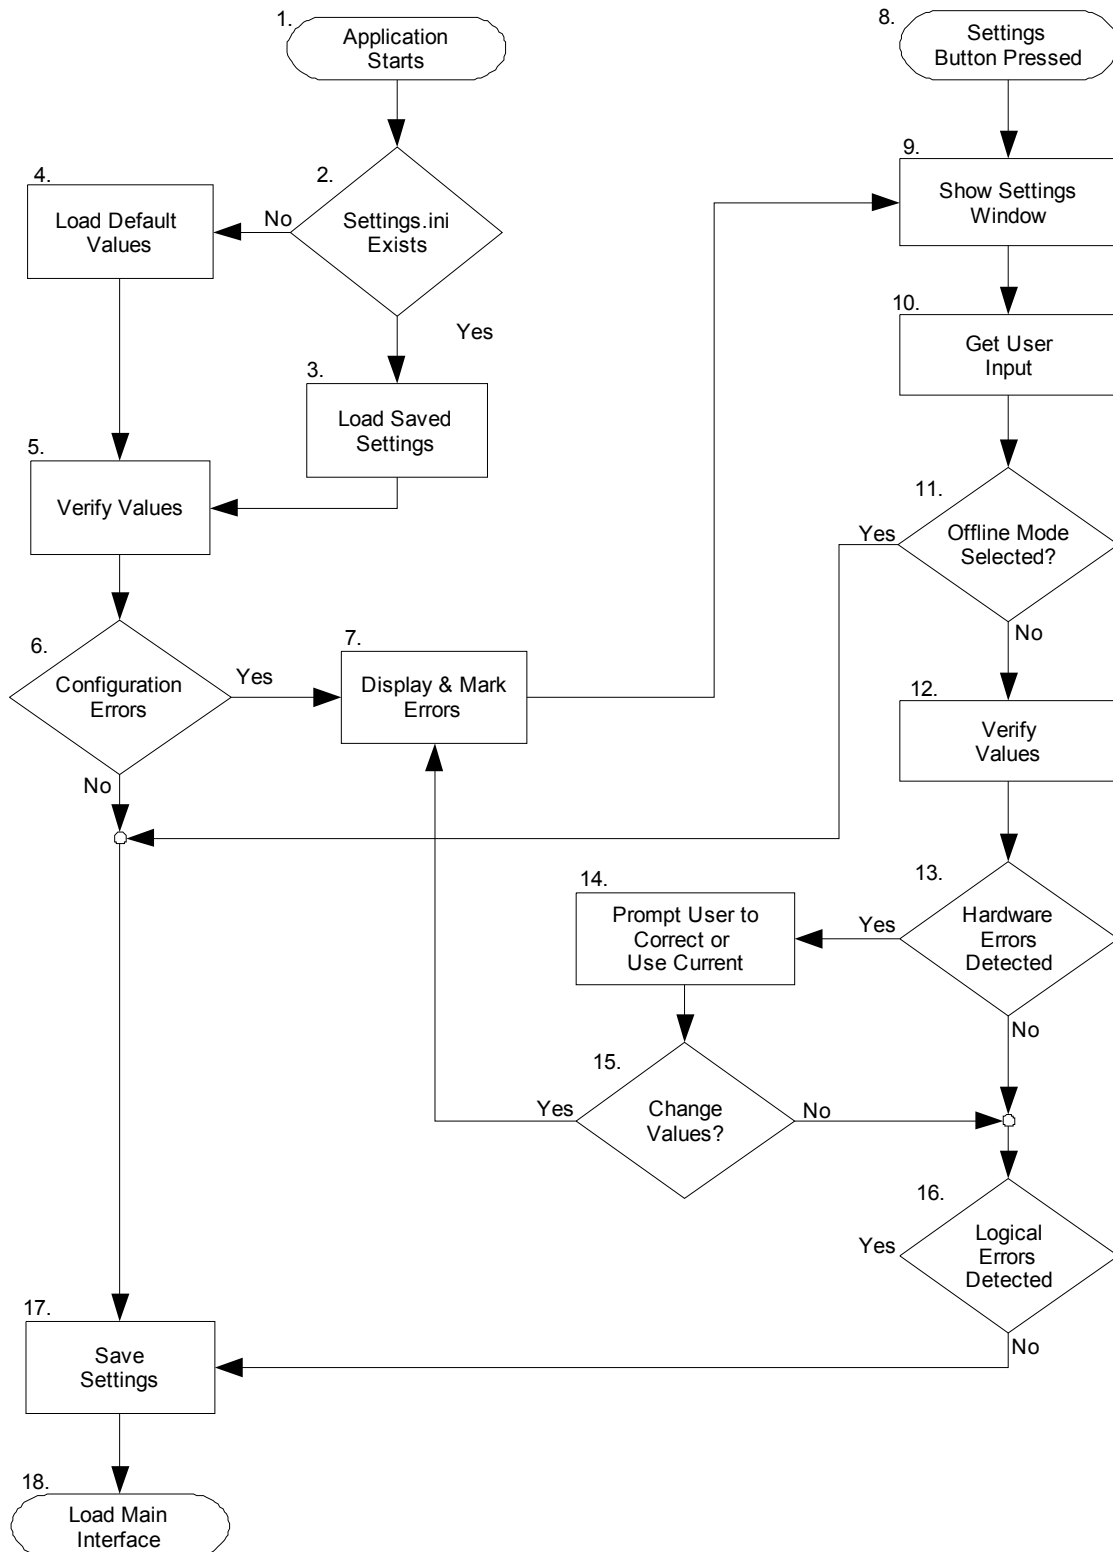 1.
Application
Starts
2.
Settings.ini
Exists
No
Yes
3.
Load Saved
Settings
4.
Load Default
Values
5.
Verify Values
6.
Configuration
Errors
Yes
No
7.
Display & Mark
Errors
8.
Settings
Button Pressed
9.
Show Settings
Window
10.
Get User
Input
11.
Offline Mode
Selected?
Yes
No
12.
Verify
Values
13.
Hardware
Errors
Detected
Yes
No
14.
Prompt User to
Correct or
Use Current
15.
Change
Values?
Yes
No
16.
Logical
Errors
Detected
Yes
No
17.
Save
Settings
18.
Load Main
Interface